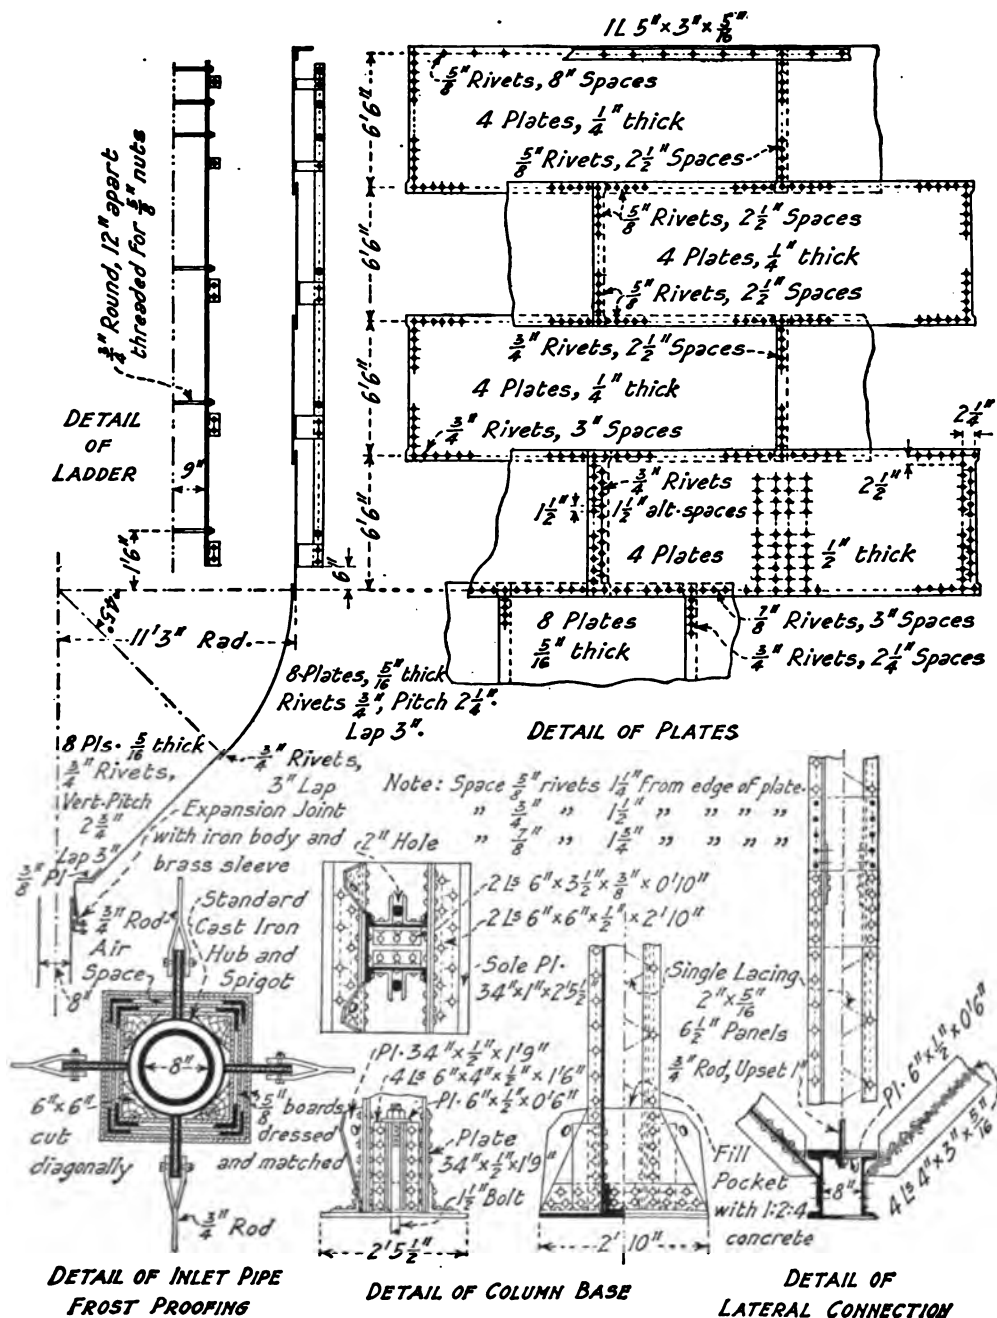 1L 5"×3"×5/16"
5/8" Rivets, 8" Spaces
4 Plates, 1/4" thick
5/8" Rivets, 2 1/2" Spaces
6'6"
5/8" Rivets, 2 1/2" Spaces
4 Plates, 1/4" thick
5/8" Rivets, 2 1/2" Spaces
6'9"
3/4" Rivets, 2 1/2" Spaces
4 Plates, 1/4" thick
3/4" Rivets, 3" Spaces
6'6"
2 1/4"
2 1/2"
3/4" Rivets
1 1/2" alt. spaces
1 1/2"
4 Plates 1/2" thick
6'9"
8 Plates
5/16" thick
7/8" Rivets, 3" Spaces
3/4" Rivets, 2 1/4" Spaces
DETAIL OF PLATES
3/4" Round, 12" apart
threaded for 5/8" nuts
DETAIL
OF
LADDER
9"
1'6"
6"
45°
11'3" Rad.
8-Plates, 5/16" thick
Rivets 3/4", Pitch 2 1/4".
Lap 3".
8 Pls. 5/16 thick
3/4" Rivets,
Vert. Pitch
2 3/4"
Lap 3"
3/4" Rivets,
3" Lap
Expansion Joint
with iron body and
brass sleeve
Note: Space 5/8" rivets 1 1/4" from edge of plate.
" 3/4" " 1 1/2" " " " "
" 7/8" " 1 3/4" " " " "
2" Hole
2 Ls 6"×3 1/2"×3/8"×0'10"
2 Ls 6"×6"×1/2"×2'10"
Sole Pl.
34"×1"×2'5 1/2"
3/8" Pl.
3/4" Rod
Air
Space
8"
Standard
Cast Iron
Hub and
Spigot
8"
6"×6"
cut
diagonally
5/8" boards
dressed
and matched
3/4" Rod
DETAIL OF INLET PIPE
FROST PROOFING
Pl. 34"×1/2"×1'9"
4 Ls 6"×4"×1/2"×1'6"
Pl. 6"×1/2"×0'6"
Plate
34"×1/2"×1'9"
1 1/2" Bolt
2'5 1/2"
2'10"
DETAIL OF COLUMN BASE
Single Lacing
2"×5/16"
6 1/2" Panels
3/4" Rod, Upset 1"
Fill
Pocket
with 1:2:4
concrete
Pl. 6"×1/2"×0'6"
4 Ls 4"×3"×5/16"
8"
DETAIL OF
LATERAL CONNECTION